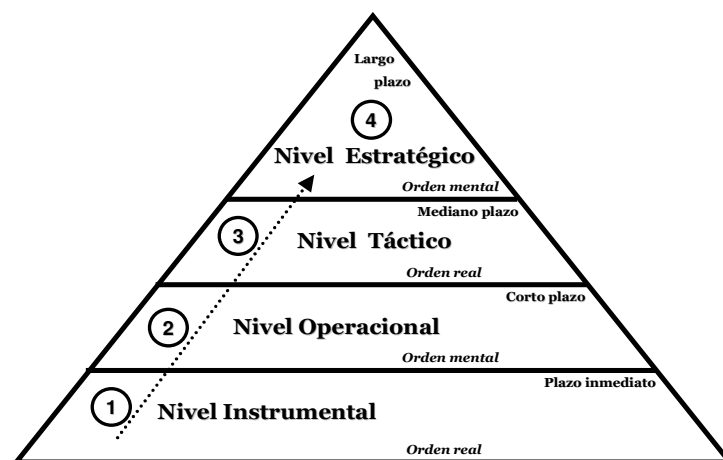 Largo
plazo
4
Nivel Estratégico
Orden mental
Mediano plazo
3
Nivel Táctico
Orden real
Corto plazo
2
Nivel Operacional
Orden mental
Plazo inmediato
1
Nivel Instrumental
Orden real